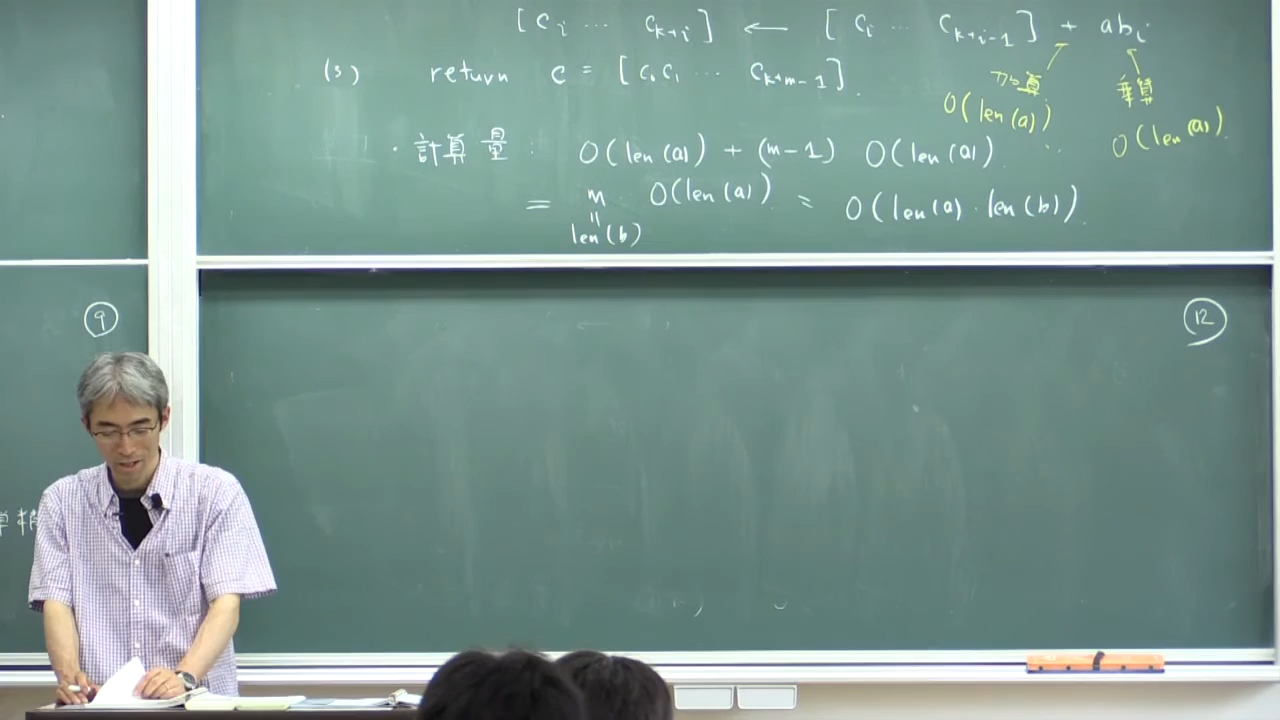 [ c_i ⋯ c_{k+i} ] ← [ c_i ⋯ c_{k+i-1} ] + ab_i
(3) return c = [ c_0 c_1 ⋯ c_{k+m-1} ].
加算
乗算
O(len(a))
O(len(a)).
・計算量 : O(len(a)) + (m-1) O(len(a)).
= m O(len(a)) = O(len(a)・len(b)).
=
len(b)
9
12
算